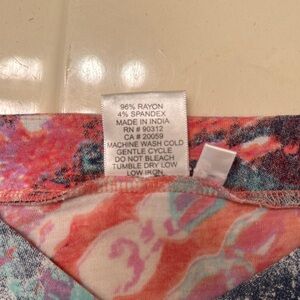 96% RAYON
4% SPANDEX
MADE IN INDIA
RN # 90312
CA # 20059
MACHINE WASH COLD
GENTLE CYCLE
DO NOT BLEACH
TUMBLE DRY LOW
LOW IRON